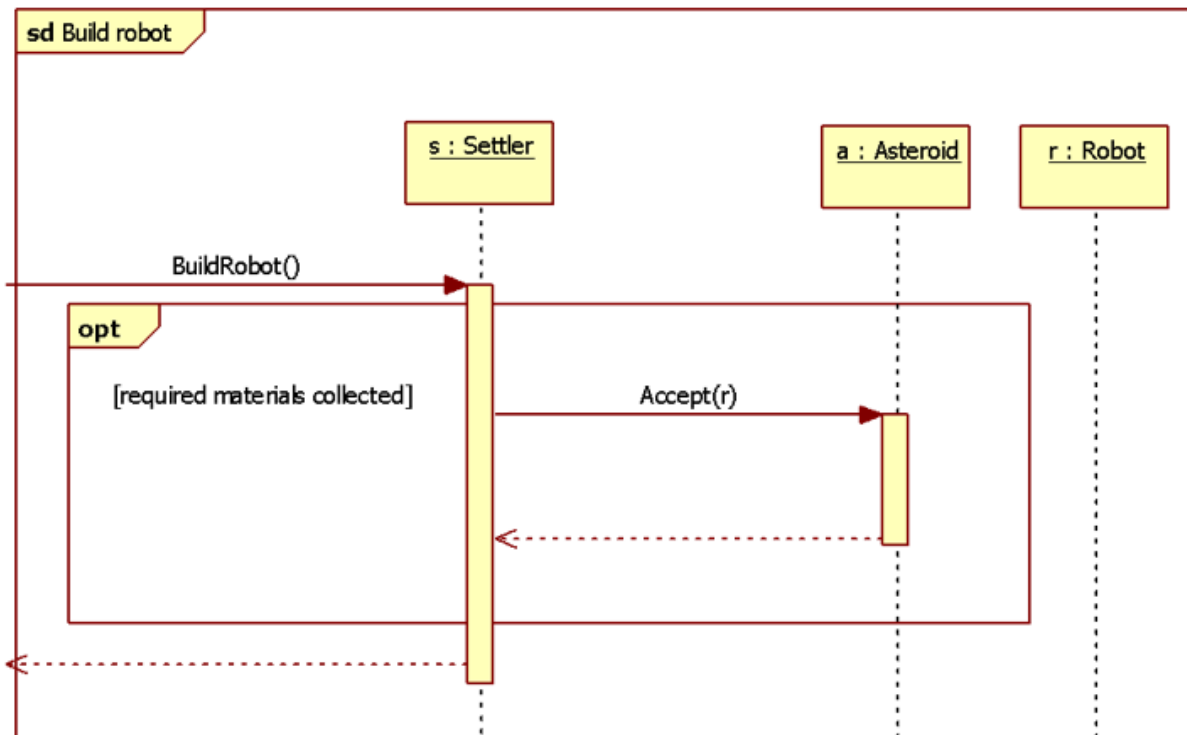 sd Build robot
s : Settler
a : Asteroid
r : Robot
BuildRobot()
opt
[required materials collected]
Accept(r)